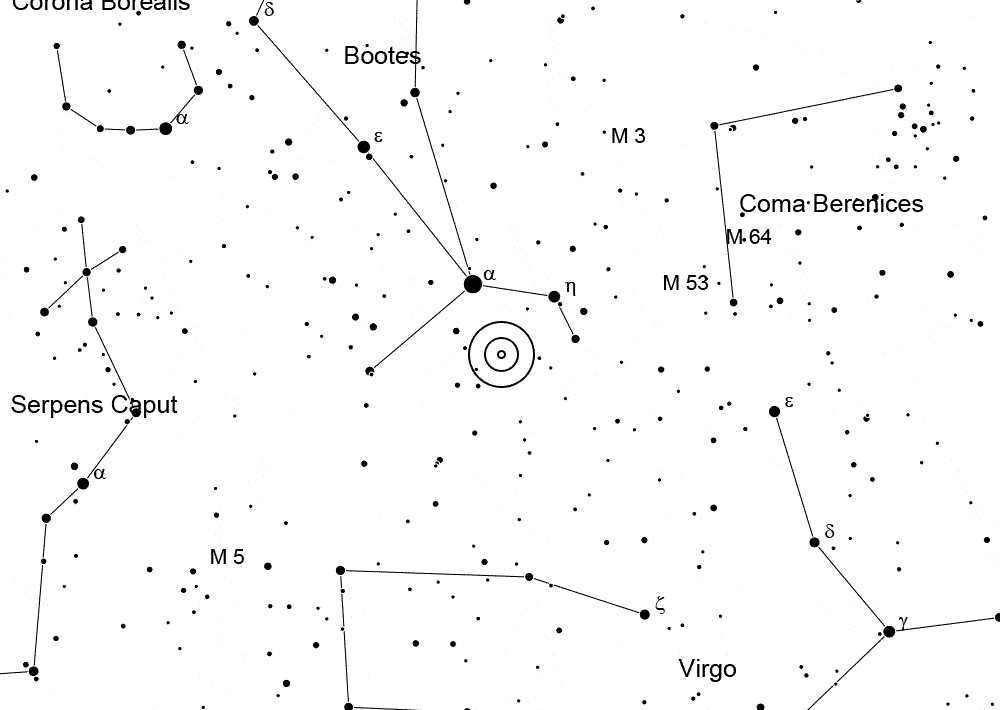 Corona Borealis
δ
Bootes
α
ε
M 3
Coma Berenices
M 64
α
η
M 53
Serpens Caput
ε
α
δ
M 5
ζ
γ
Virgo